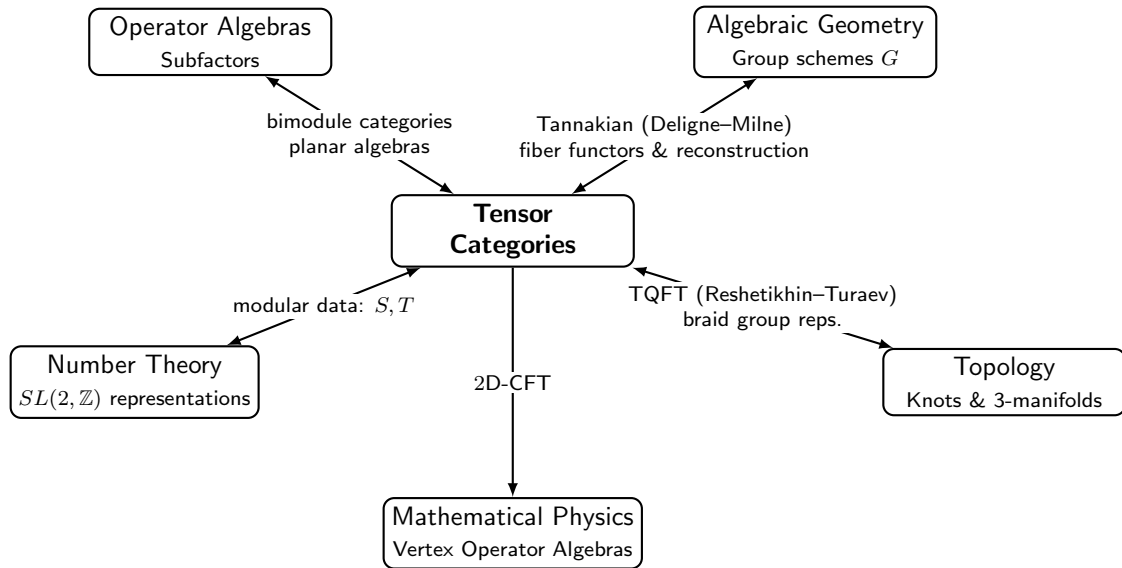 Operator Algebras
Subfactors
Algebraic Geometry
Group schemes $G$
bimodule categories
planar algebras
Tannakian (Deligne–Milne)
fiber functors & reconstruction
Tensor
Categories
modular data: $S, T$
TQFT (Reshetikhin–Turaev)
braid group reps.
Number Theory
$SL(2, \mathbb{Z})$ representations
2D-CFT
Topology
Knots & 3-manifolds
Mathematical Physics
Vertex Operator Algebras